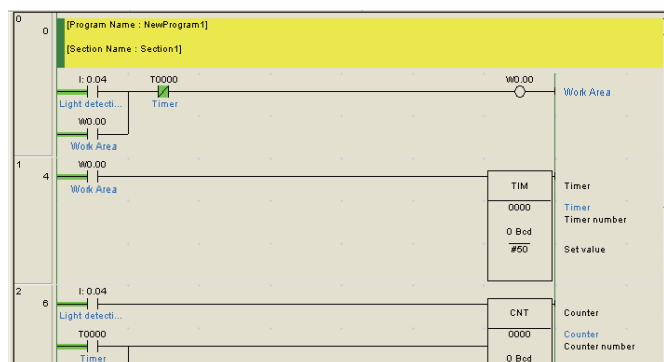 0
0
[Program Name : NewProgram1]
[Section Name : Section1]
I: 0.04 T0000 W0.00
Work Area
Light detecti... Timer
W0.00
Work Area
1
4
W0.00
Work Area
TIM Timer
0000 Timer
Timer number
0 Bcd
#50 Set value
2
6
I: 0.04
Light detecti...
CNT Counter
T0000 0000 Counter
Counter number
Timer 0 Bcd